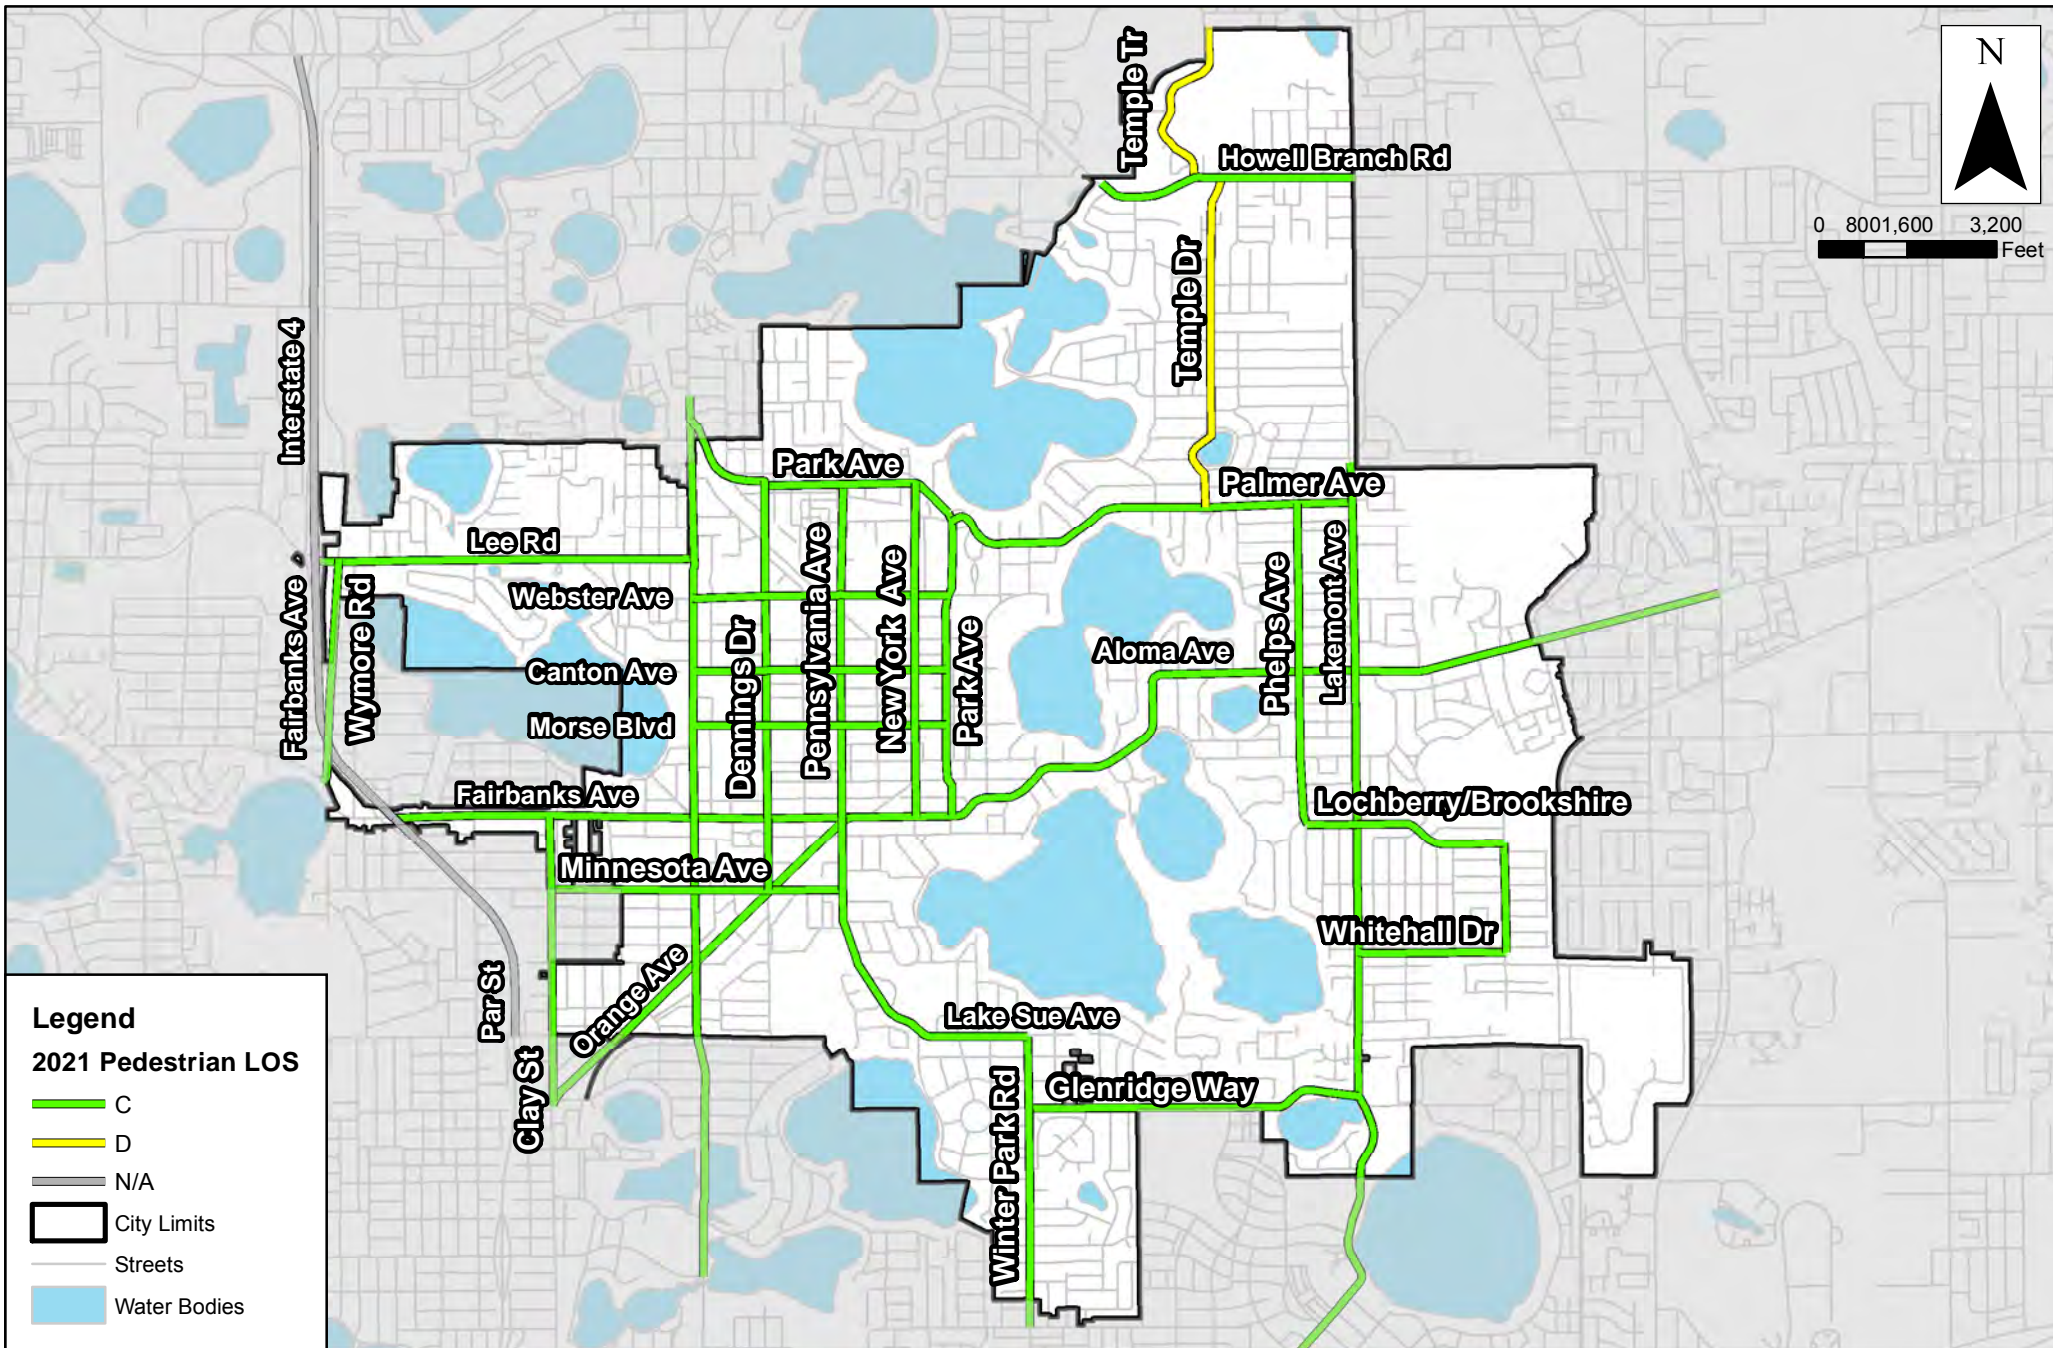 N
0 8001,600 3,200
Feet
Temple Tr
Howell Branch Rd
Temple Dr
Interstate 4
Park Ave
Palmer Ave
Lee Rd
Webster Ave
Fairbanks Ave
Wymore Rd
Dennings Dr
Pennsylvania Ave
New York Ave
Park Ave
Phelps Ave
Lakemont Ave
Aloma Ave
Canton Ave
Morse Blvd
Fairbanks Ave
Lochberry/Brookshire
Minnesota Ave
Whitehall Dr
Orange Ave
Par St
Clay St
Lake Sue Ave
Glenridge Way
Winter Park Rd
Legend
2021 Pedestrian LOS
C
D
N/A
City Limits
Streets
Water Bodies